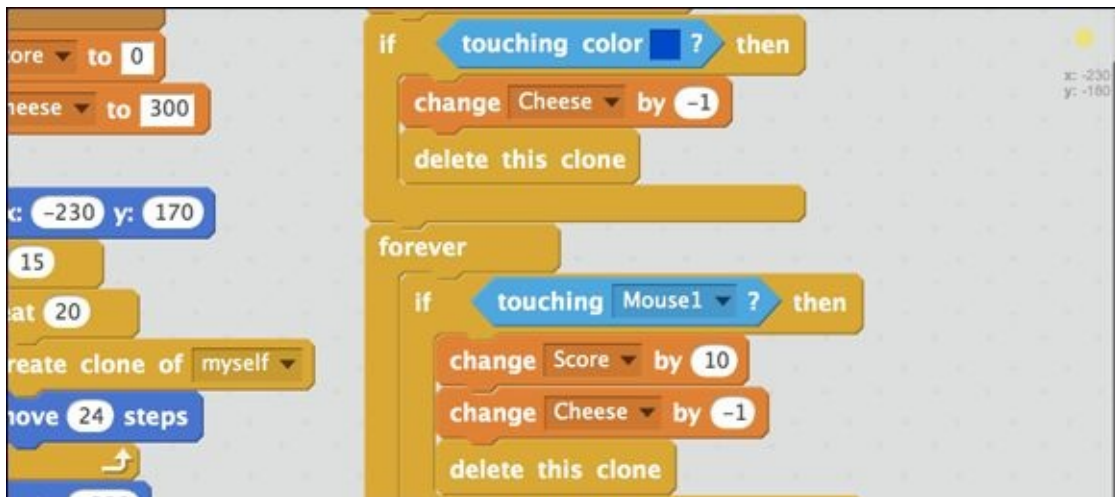 ore to 0
heese to 300
x: -230 y: 170
15
at 20
reate clone of myself
move 24 steps
if touching color ? then
change Cheese by -1
delete this clone
forever
if touching Mouse1 ? then
change Score by 10
change Cheese by -1
delete this clone
x: -230
y: -180